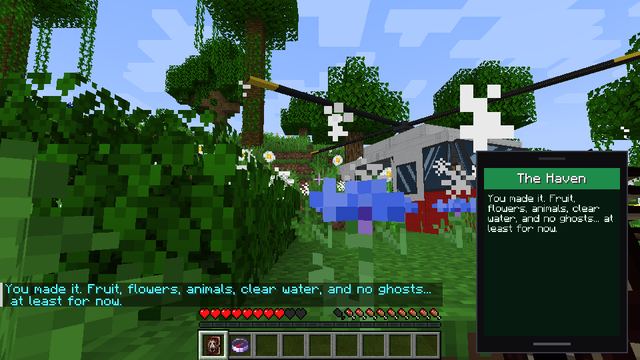 The Haven
You made it. Fruit,
flowers, animals, clear
water, and no ghosts... at
least for now.
You made it. Fruit, flowers, animals, clear water, and no ghosts...
at least for now.